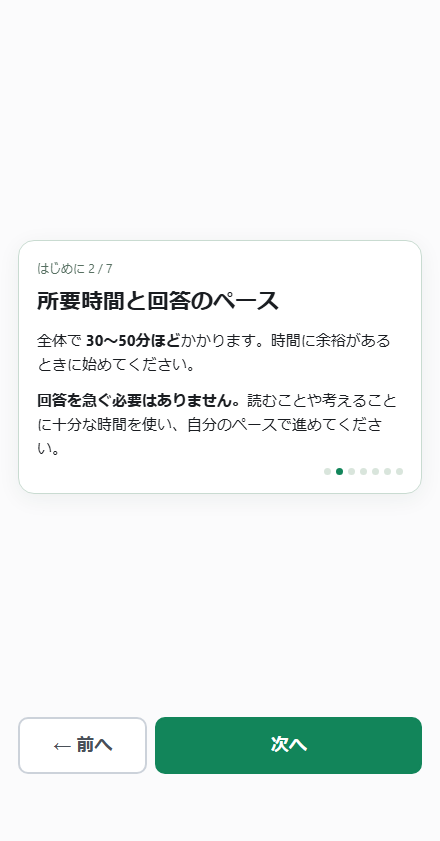 はじめに 2 / 7
所要時間と回答のペース
全体で 30〜50分ほどかかります。時間に余裕がある
ときに始めてください。
回答を急ぐ必要はありません。読むことや考えること
に十分な時間を使い、自分のペースで進めてくださ
い。
← 前へ
次へ